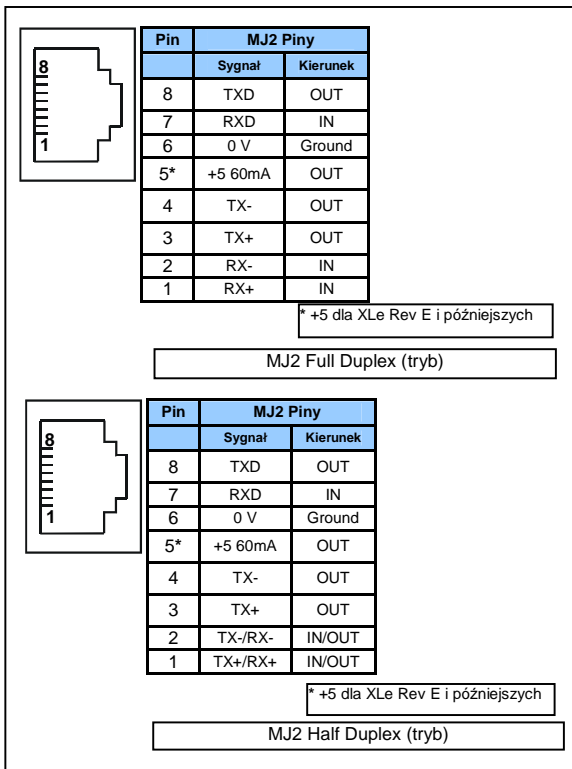 8
1
Pin MJ2 Piny
Sygnał Kierunek
8 TXD OUT
7 RXD IN
6 0 V Ground
5* +5 60mA OUT
4 TX- OUT
3 TX+ OUT
2 RX- IN
1 RX+ IN
* +5 dla XLe Rev E i późniejszych
MJ2 Full Duplex (tryb)
8
1
Pin MJ2 Piny
Sygnał Kierunek
8 TXD OUT
7 RXD IN
6 0 V Ground
5* +5 60mA OUT
4 TX- OUT
3 TX+ OUT
2 TX-/RX- IN/OUT
1 TX+/RX+ IN/OUT
* +5 dla XLe Rev E i późniejszych
MJ2 Half Duplex (tryb)